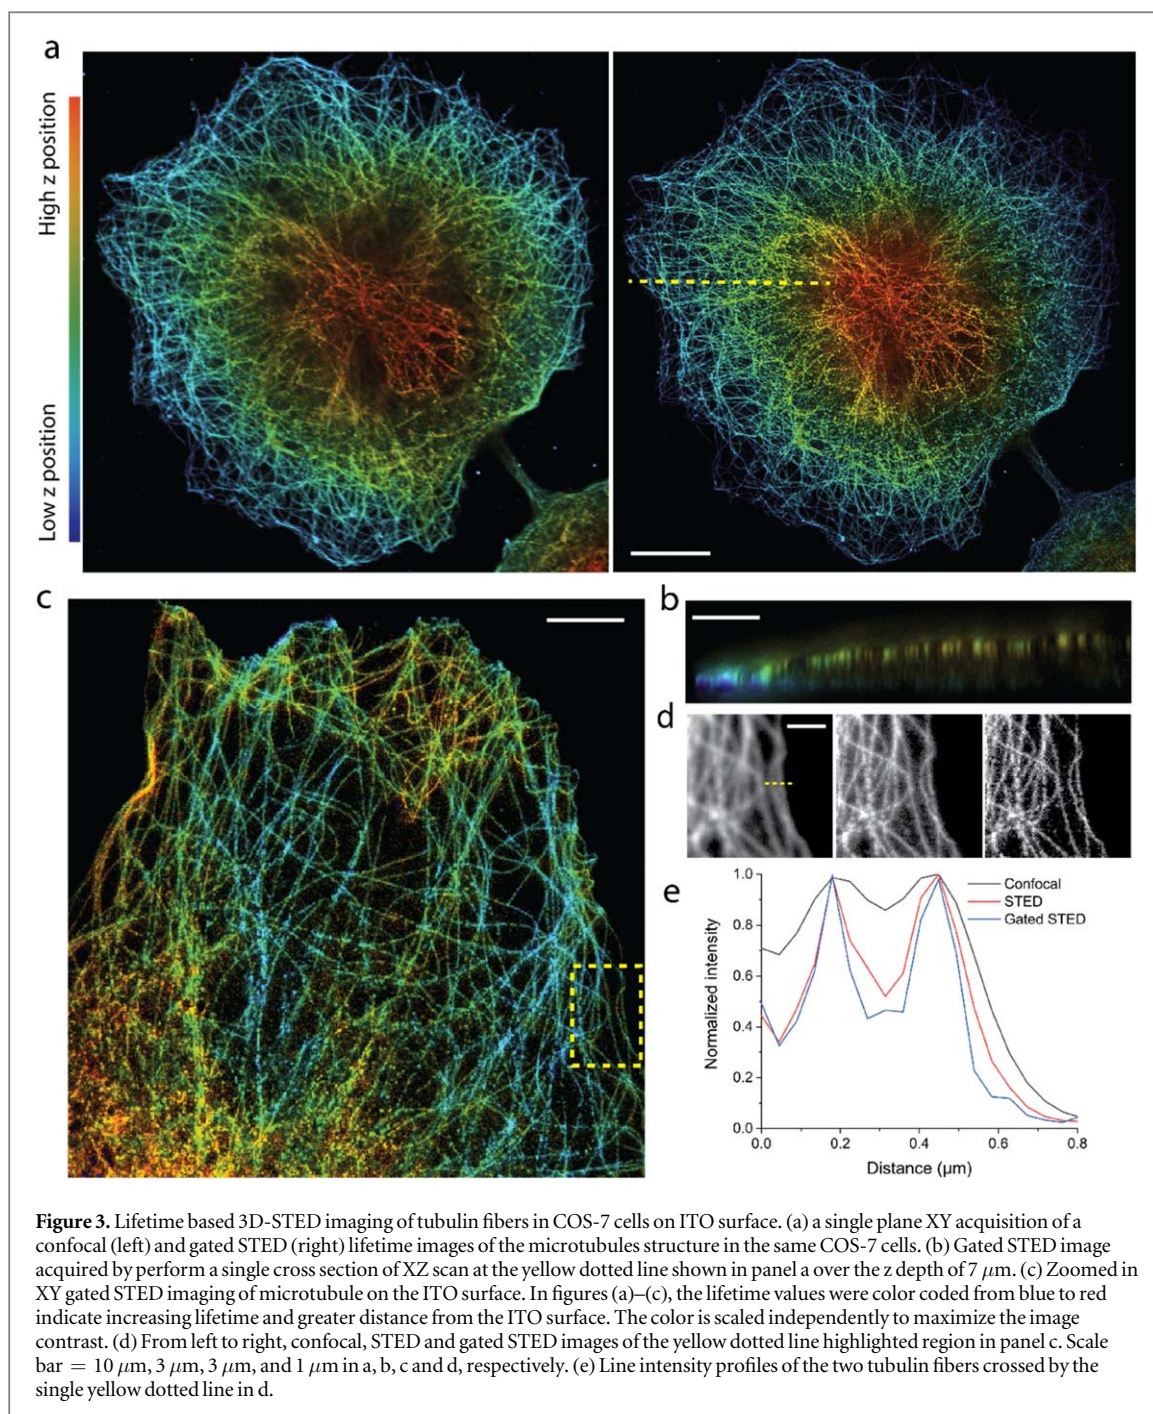 a
High z position
Low z position
c
b
d
e
1.0
0.8
0.6
0.4
0.2
0.0
Normalized intensity
Confocal
STED
Gated STED
0.0 0.2 0.4 0.6 0.8
Distance (μm)
Figure 3. Lifetime based 3D-STED imaging of tubulin fibers in COS-7 cells on ITO surface. (a) a single plane XY acquisition of a
confocal (left) and gated STED (right) lifetime images of the microtubules structure in the same COS-7 cells. (b) Gated STED image
acquired by perform a single cross section of XZ scan at the yellow dotted line shown in panel a over the z depth of 7 μm. (c) Zoomed in
XY gated STED imaging of microtubule on the ITO surface. In figures (a)–(c), the lifetime values were color coded from blue to red
indicate increasing lifetime and greater distance from the ITO surface. The color is scaled independently to maximize the image
contrast. (d) From left to right, confocal, STED and gated STED images of the yellow dotted line highlighted region in panel c. Scale
bar = 10 μm, 3 μm, 3 μm, and 1 μm in a, b, c and d, respectively. (e) Line intensity profiles of the two tubulin fibers crossed by the
single yellow dotted line in d.